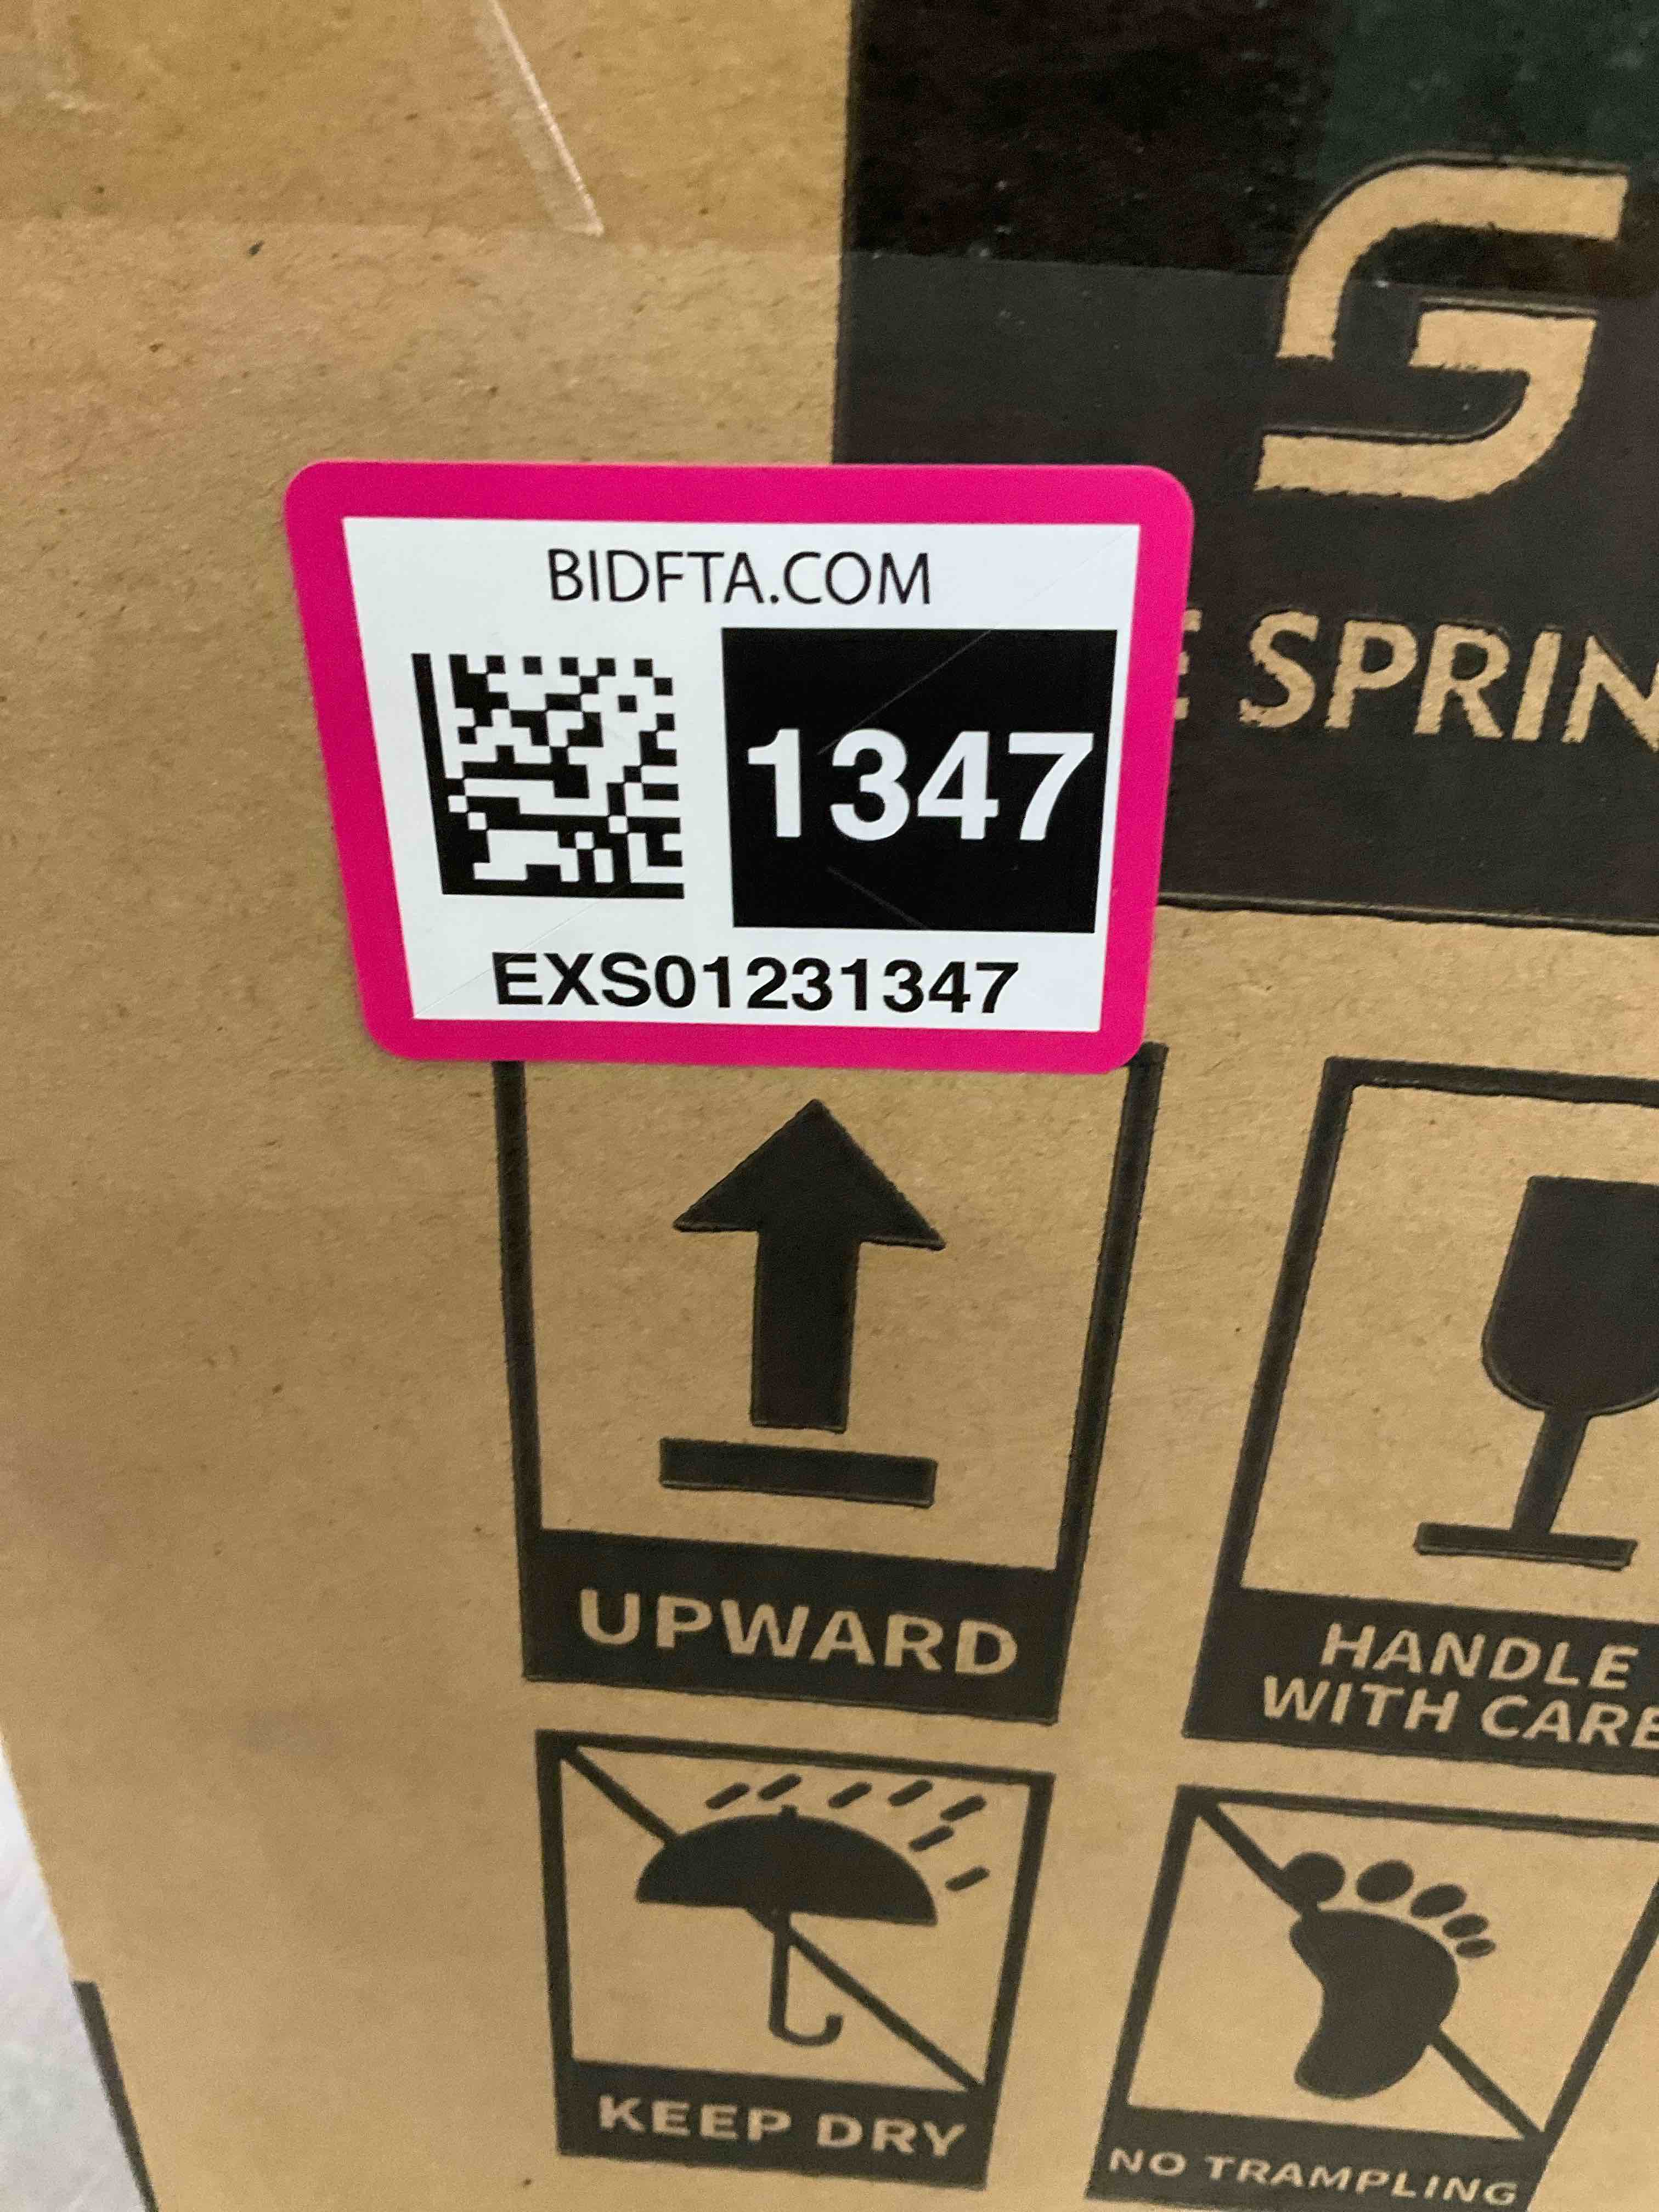 G
BIDFTA.COM
1347
EXS01231347
UPWARD
HANDLE
WITH CARE
KEEP DRY
NO TRAMPLING